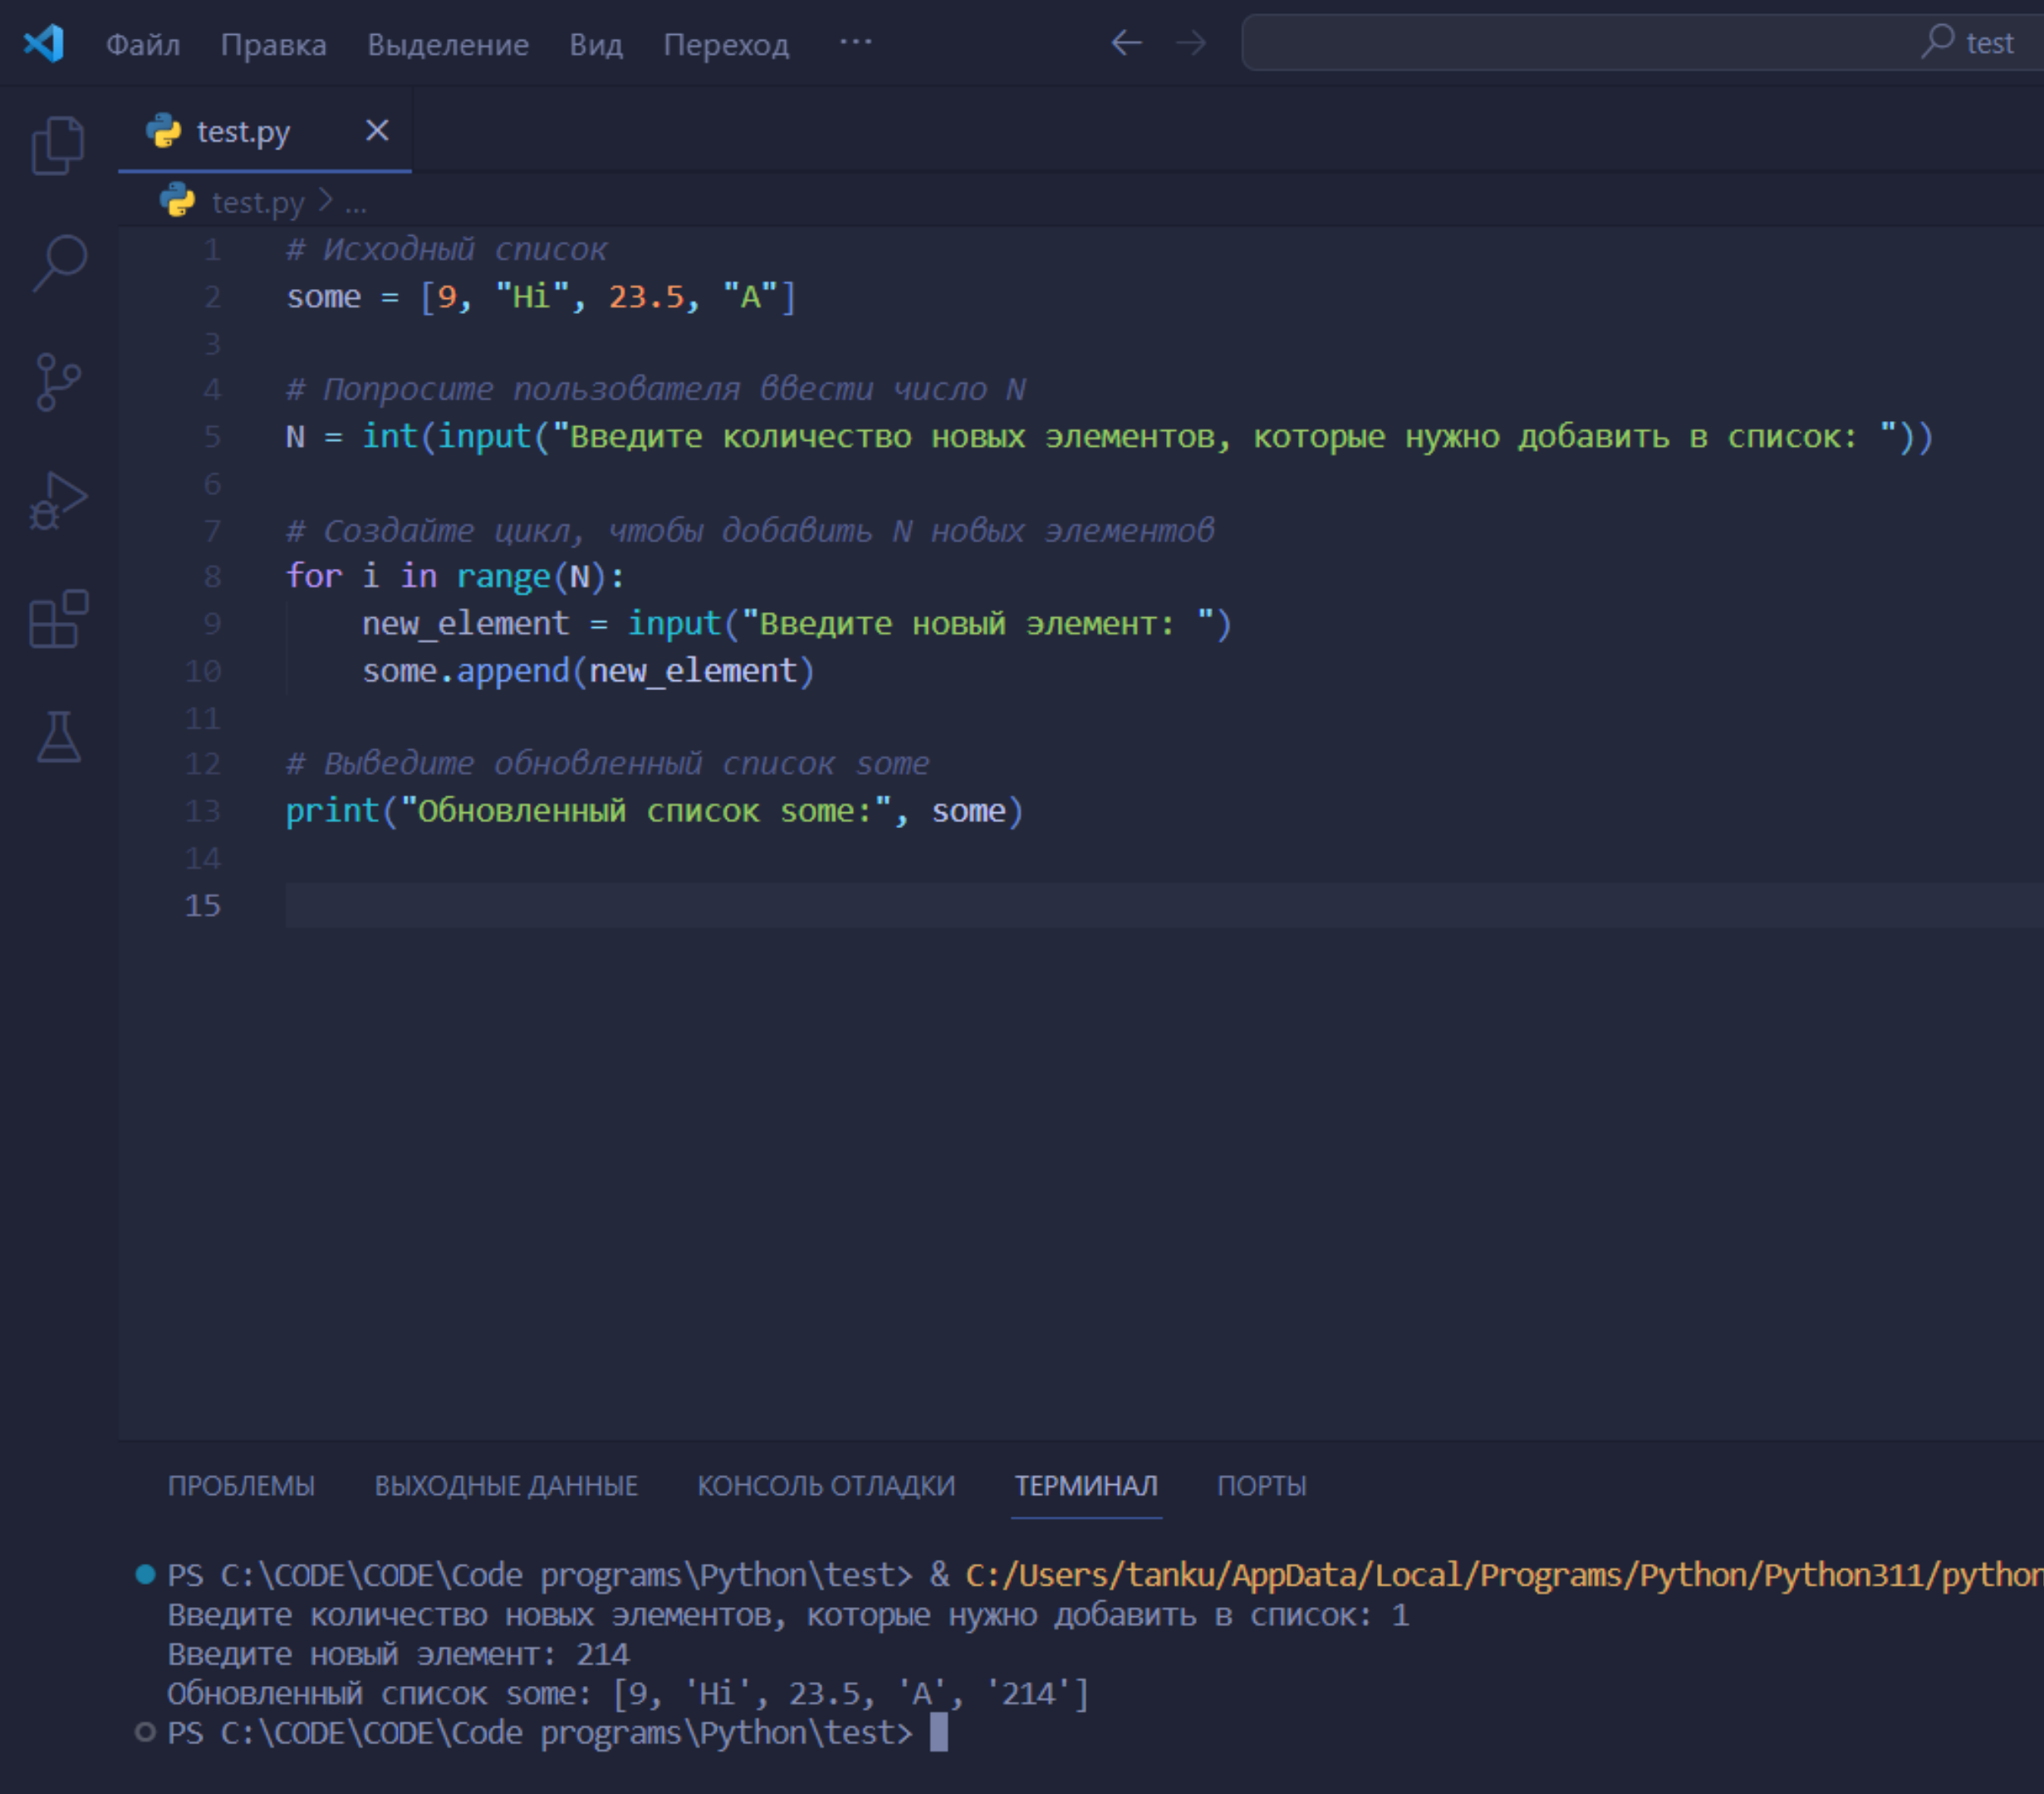 Файл Правка Выделение Вид Переход ··· test
test.py
test.py > ...
1 # Исходный список
2 some = [9, "Hi", 23.5, "A"]
3
4 # Попросите пользователя ввести число N
5 N = int(input("Введите количество новых элементов, которые нужно добавить в список: "))
6
7 # Создайте цикл, чтобы добавить N новых элементов
8 for i in range(N):
9     new_element = input("Введите новый элемент: ")
10     some.append(new_element)
11
12 # Выведите обновленный список some
13 print("Обновленный список some:", some)
14
15
ПРОБЛЕМЫ ВЫХОДНЫЕ ДАННЫЕ КОНСОЛЬ ОТЛАДКИ ТЕРМИНАЛ ПОРТЫ
PS C:\CODE\CODE\Code programs\Python\test> & C:/Users/tanku/AppData/Local/Programs/Python/Python311/python
Введите количество новых элементов, которые нужно добавить в список: 1
Введите новый элемент: 214
Обновленный список some: [9, 'Hi', 23.5, 'A', '214']
PS C:\CODE\CODE\Code programs\Python\test>